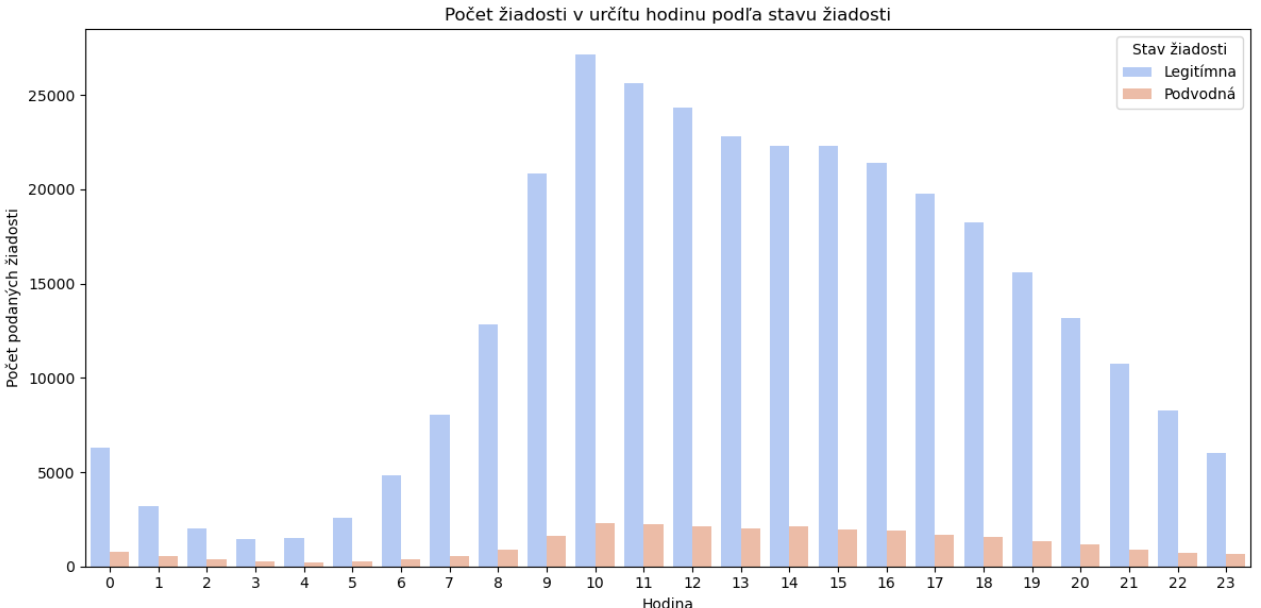 Počet žiadosti v určítu hodinu podľa stavu žiadosti
Stav žiadosti
Legitímna
Podvodná
Počet podaných žiadosti
25000
20000
15000
10000
5000
0
0 1 2 3 4 5 6 7 8 9 10 11 12 13 14 15 16 17 18 19 20 21 22 23
Hodina